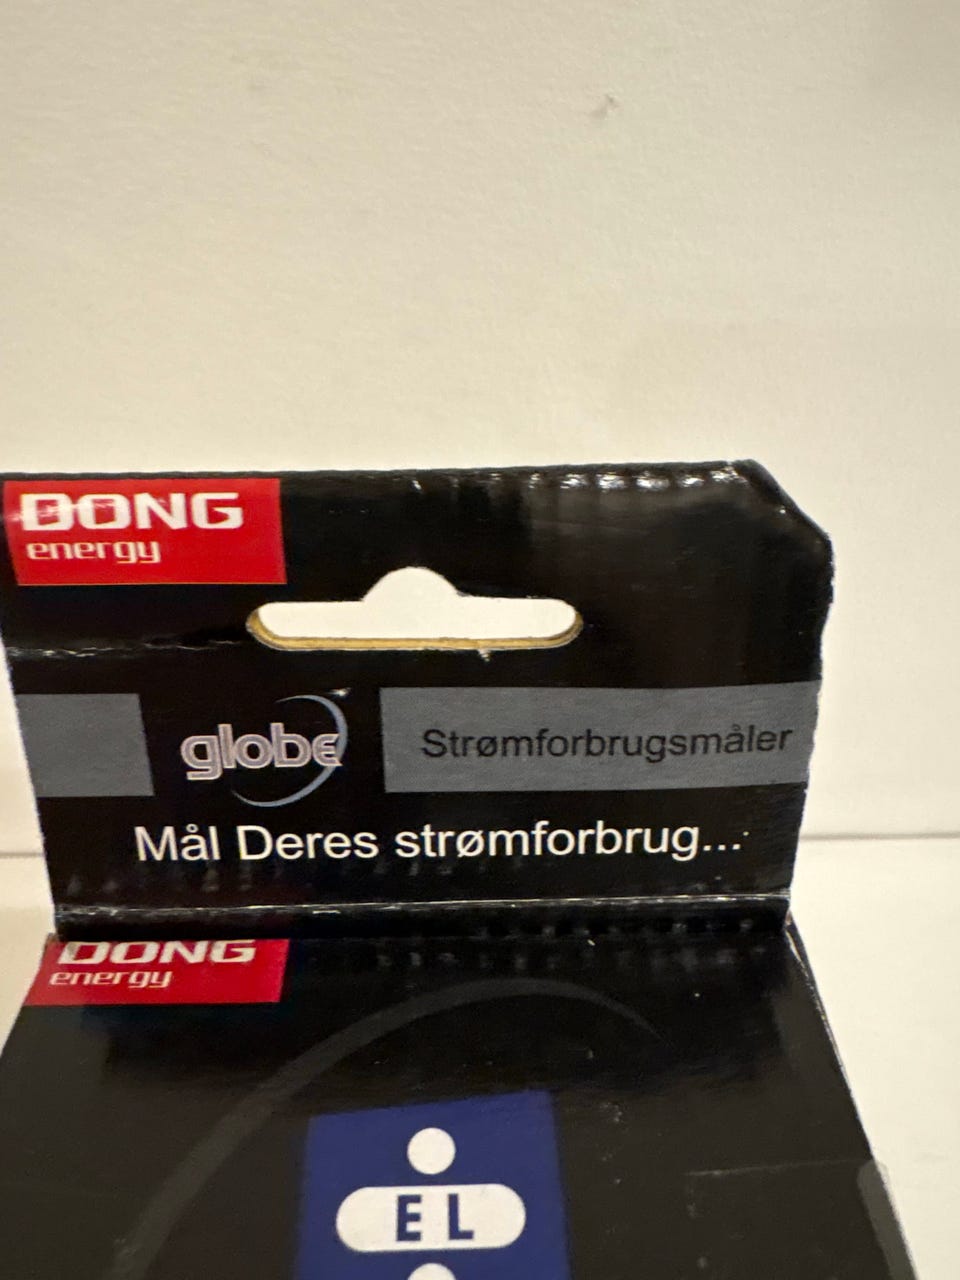 DONG
energy
globe
Strømforbrugsmåler
Mål Deres strømforbrug...
DONG
energy
EL